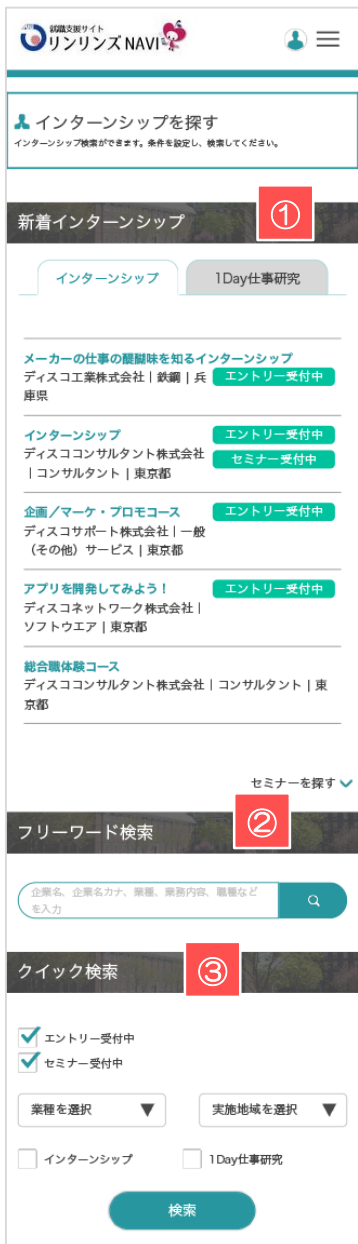 就職支援サイト
リンリンズ NAVI
インターンシップを探す
インターンシップ検索ができます。条件を設定し、検索してください。
新着インターンシップ
①
インターンシップ
1Day仕事研究
メーカーの仕事の醍醐味を知るインターンシップ
ディスコ工業株式会社 | 鉄鋼 | 兵 エントリー受付中
庫県
インターンシップ エントリー受付中
ディスココンサルタント株式会社 セミナー受付中
| コンサルタント | 東京都
企画/マーケ・プロモコース エントリー受付中
ディスコサポート株式会社 | 一般
(その他) サービス | 東京都
アプリを開発してみよう! エントリー受付中
ディスコネットワーク株式会社 |
ソフトウエア | 東京都
総合職体験コース
ディスココンサルタント株式会社 | コンサルタント | 東
京都
セミナーを探す
フリーワード検索
②
企業名、企業名カナ、業種、業務内容、職種など
を入力
クイック検索
③
エントリー受付中
セミナー受付中
業種を選択 ▼
実施地域を選択 ▼
インターンシップ
1Day仕事研究
検索